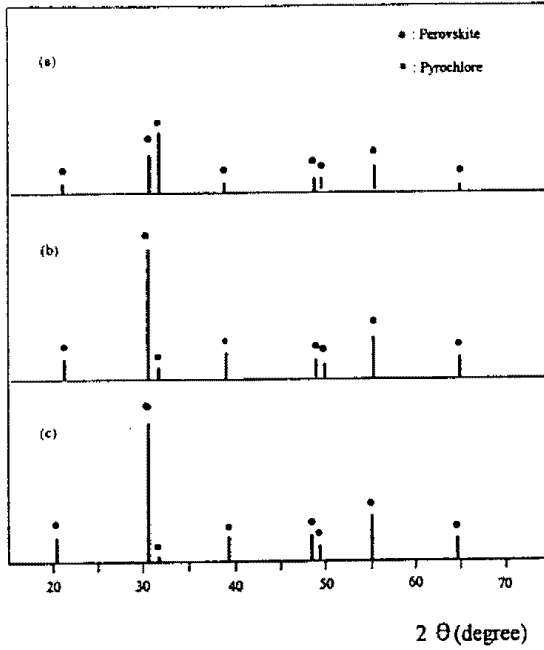 ● : Perovskite
(a)
■ : Pyrochlore
(b)
(c)
20 30 40 50 60 70
2 θ (degree)